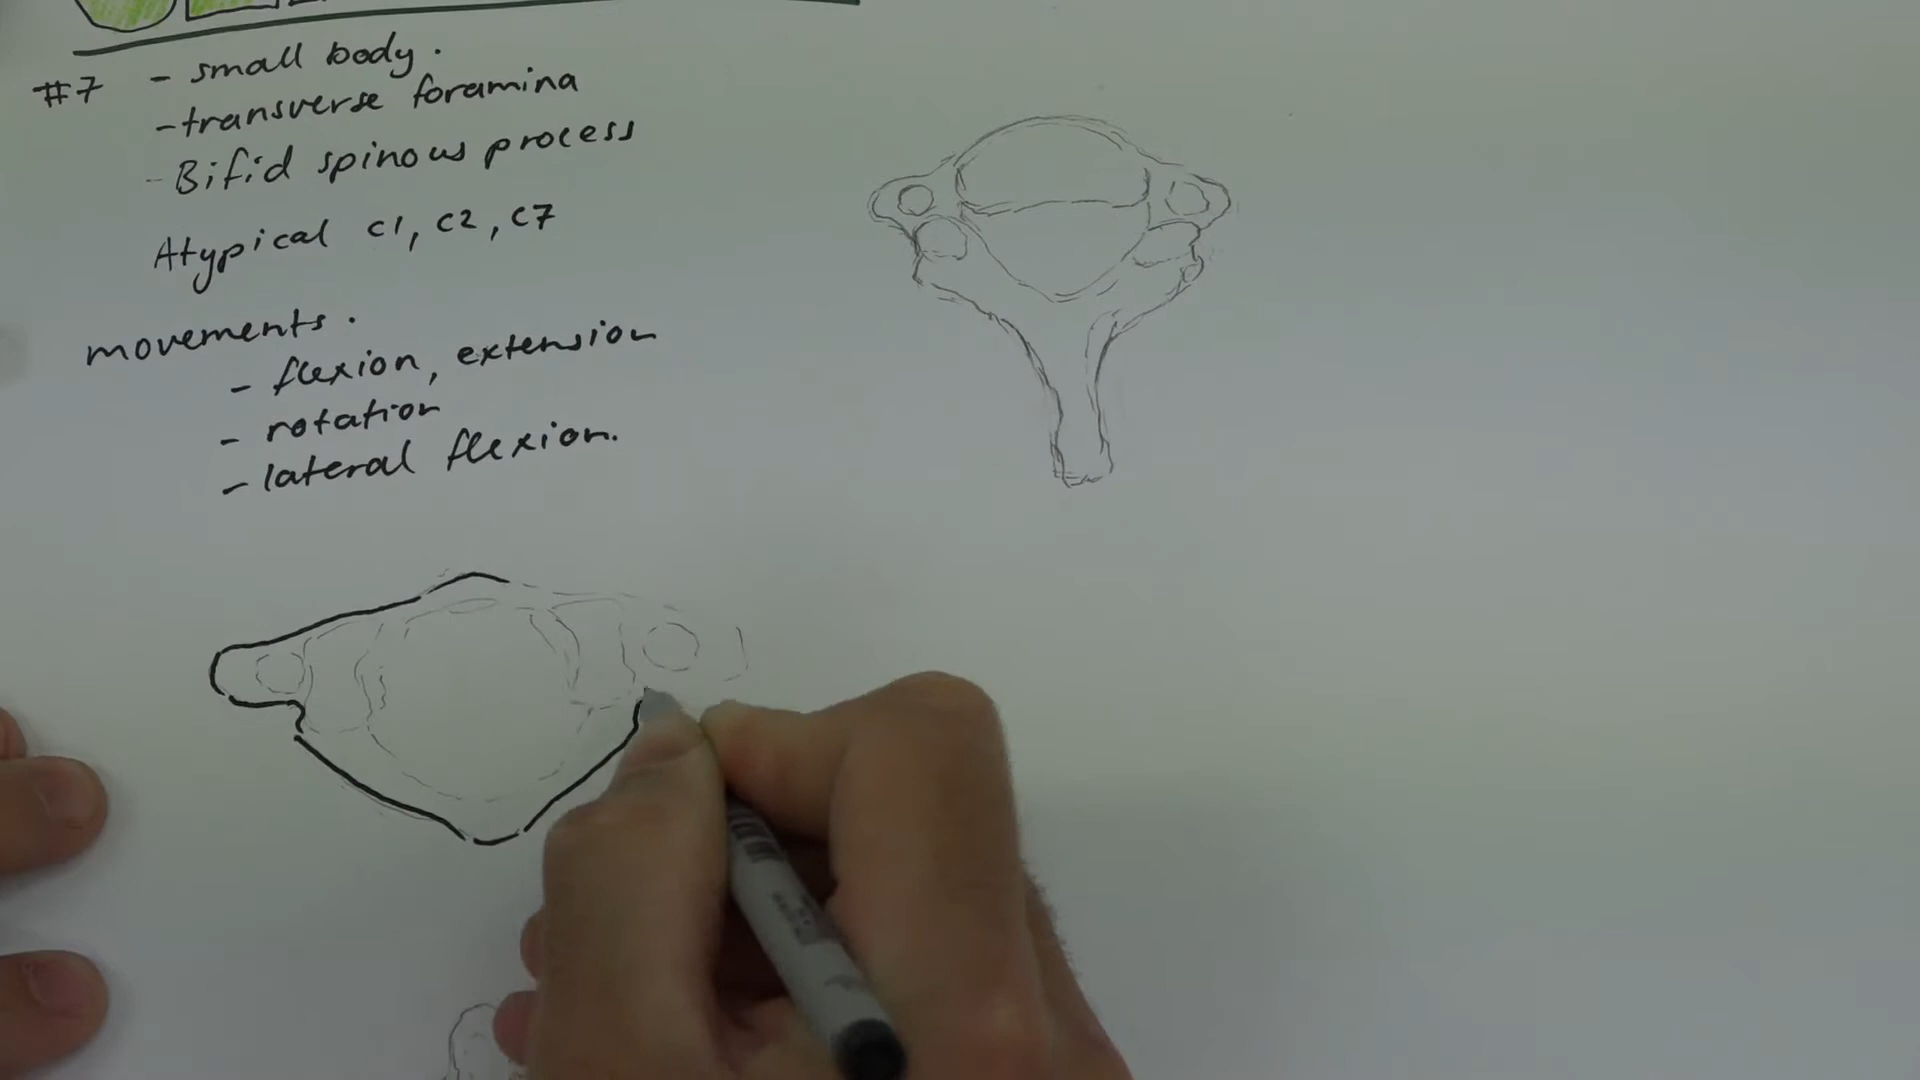 #7 - small body.
- transverse foramina
- Bifid spinous process
Atypical c1, c2, c7
movements.
- flexion, extension
- rotation
- lateral flexion.